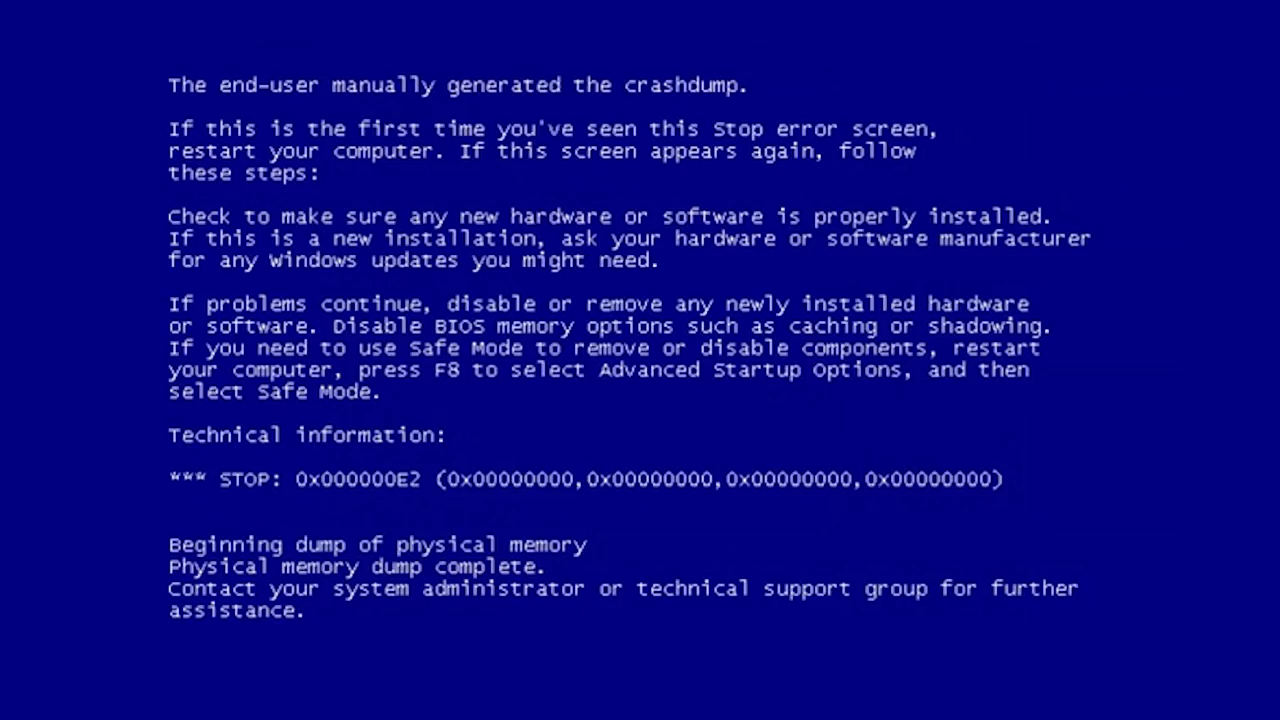 The end-user manually generated the crashdump.
If this is the first time you've seen this Stop error screen,
restart your computer. If this screen appears again, follow
these steps:
Check to make sure any new hardware or software is properly installed.
If this is a new installation, ask your hardware or software manufacturer
for any Windows updates you might need.
If problems continue, disable or remove any newly installed hardware
or software. Disable BIOS memory options such as caching or shadowing.
If you need to use Safe Mode to remove or disable components, restart
your computer, press F8 to select Advanced Startup Options, and then
select Safe Mode.
Technical information:
*** STOP: 0x000000E2 (0x00000000,0x00000000,0x00000000,0x00000000)
Beginning dump of physical memory
Physical memory dump complete.
Contact your system administrator or technical support group for further
assistance.